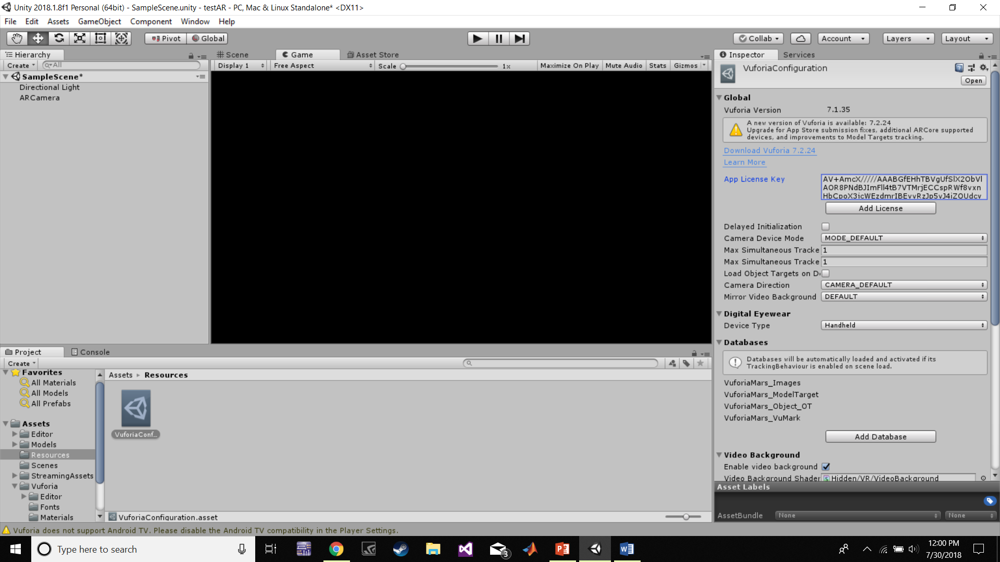 Unity 2018.1.8f1 Personal (64bit) - SampleScene.unity - testAR - PC, Mac & Linux Standalone* <DX11>
File Edit Assets GameObject Component Window Help
Pivot Global Collab Account Layers Layout
Hierarchy
Create All
SampleScene*
Directional Light
ARCamera
Scene Game Asset Store
Display 1 Free Aspect Scale 1x Maximize On Play Mute Audio Stats Gizmos
Inspector Services
VuforiaConfiguration
Open
Global
Vuforia Version 7.1.35
A new version of Vuforia is available: 7.2.24
Upgrade for App Store submission fixes, additional ARCore supported
devices, and improvements to Model Targets tracking.
Download Vuforia 7.2.24
Learn More
App License Key
AV+AmcX/////AAABGfEHhTBVgUfSlX2ObVl
AOR8PNdBJImFll4tB7VTMrjECCspRWf8vxn
HbCpoX3icWEzdmrIBEvyRzJp5vJ4iZOUdcv
Add License
Delayed Initialization
Camera Device Mode MODE_DEFAULT
Max Simultaneous Tracke 1
Max Simultaneous Tracke 1
Load Object Targets on D
Camera Direction CAMERA_DEFAULT
Mirror Video Background DEFAULT
Digital Eyewear
Device Type Handheld
Databases
Databases will be automatically loaded and activated if its
TrackingBehaviour is enabled on scene load.
VuforiaMars_Images
VuforiaMars_ModelTarget
VuforiaMars_Object_OT
VuforiaMars_VuMark
Add Database
Video Background
Enable video background
Video Background Shader Hidden/VR/VideoBackground
Asset Labels
AssetBundle None None
Project Console
Create
Favorites
All Materials
All Models
All Prefabs
Assets
Editor
Models
Resources
Scenes
StreamingAssets
Vuforia
Editor
Fonts
Materials
Assets Resources
VuforiaConf...
VuforiaConfiguration.asset
Vuforia does not support Android TV. Please disable the Android TV compatibility in the Player Settings.
Type here to search
3
12:00 PM
7/30/2018